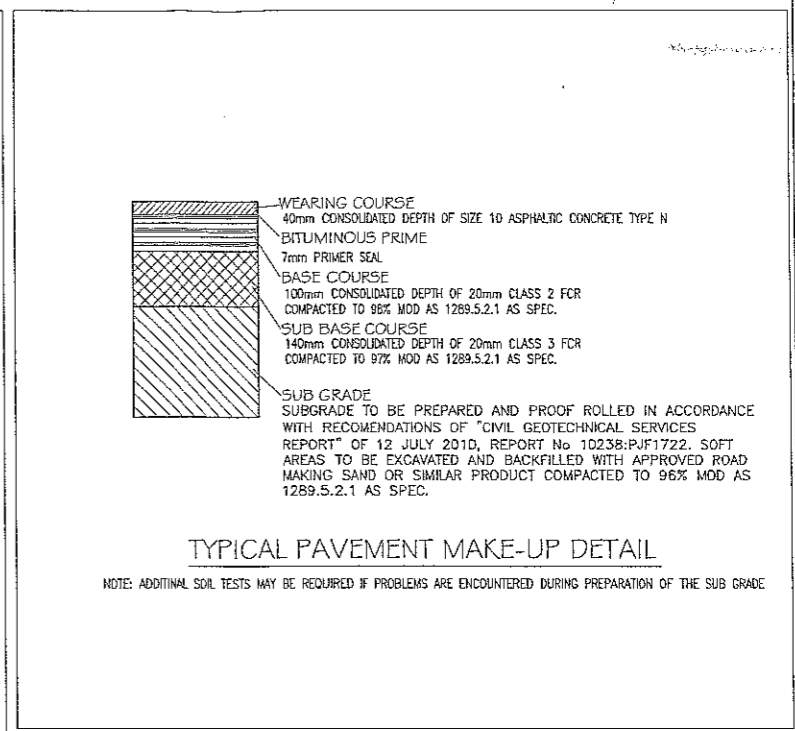 WEARING COURSE
40mm CONSOLIDATED DEPTH OF SIZE 10 ASPHALTIC CONCRETE TYPE N
BITUMINOUS PRIME
7mm PRIMER SEAL
BASE COURSE
100mm CONSOLIDATED DEPTH OF 20mm CLASS 2 FCR
COMPACTED TO 98% MOD AS 1289.5.2.1 AS SPEC.
SUB BASE COURSE
140mm CONSOLIDATED DEPTH OF 20mm CLASS 3 FCR
COMPACTED TO 97% MOD AS 1289.5.2.1 AS SPEC.
SUB GRADE
SUBGRADE TO BE PREPARED AND PROOF ROLLED IN ACCORDANCE
WITH RECOMENDATIONS OF "CIVIL GEOTECHNICAL SERVICES
REPORT" OF 12 JULY 2010, REPORT No 10238:PJF1722. SOFT
AREAS TO BE EXCAVATED AND BACKFILLED WITH APPROVED ROAD
MAKING SAND OR SIMILAR PRODUCT COMPACTED TO 96% MOD AS
1289.5.2.1 AS SPEC.
TYPICAL PAVEMENT MAKE-UP DETAIL
NOTE: ADDITINAL SOIL TESTS MAY BE REQUIRED IF PROBLEMS ARE ENCOUNTERED DURING PREPARATION OF THE SUB GRADE